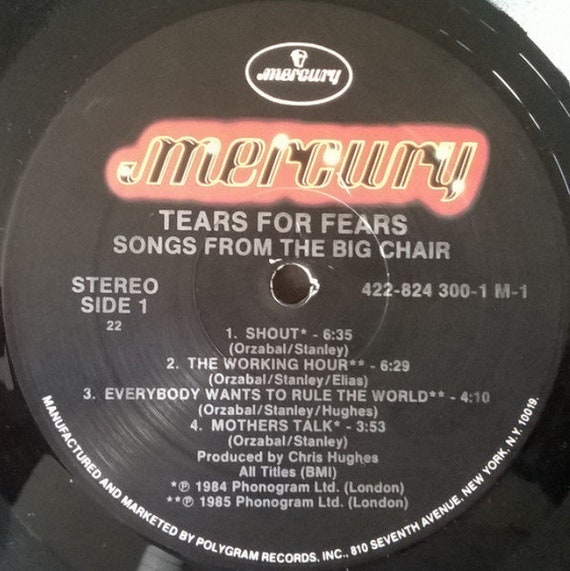 mercury
mercury
TEARS FOR FEARS
SONGS FROM THE BIG CHAIR
STEREO
SIDE 1
22
422-824 300-1 M-1
1. SHOUT* - 6:35
(Orzabal/Stanley)
2. THE WORKING HOUR** - 6:29
(Orzabal/Stanley/Elias)
3. EVERYBODY WANTS TO RULE THE WORLD** - 4:10
(Orzabal/Stanley/Hughes)
4. MOTHERS TALK* - 3:53
(Orzabal/Stanley)
Produced by Chris Hughes
All Titles (BMI)
*℗ 1984 Phonogram Ltd. (London)
**℗ 1985 Phonogram Ltd. (London)
MANUFACTURED AND MARKETED BY POLYGRAM RECORDS, INC., 810 SEVENTH AVENUE, NEW YORK, N.Y. 10019.